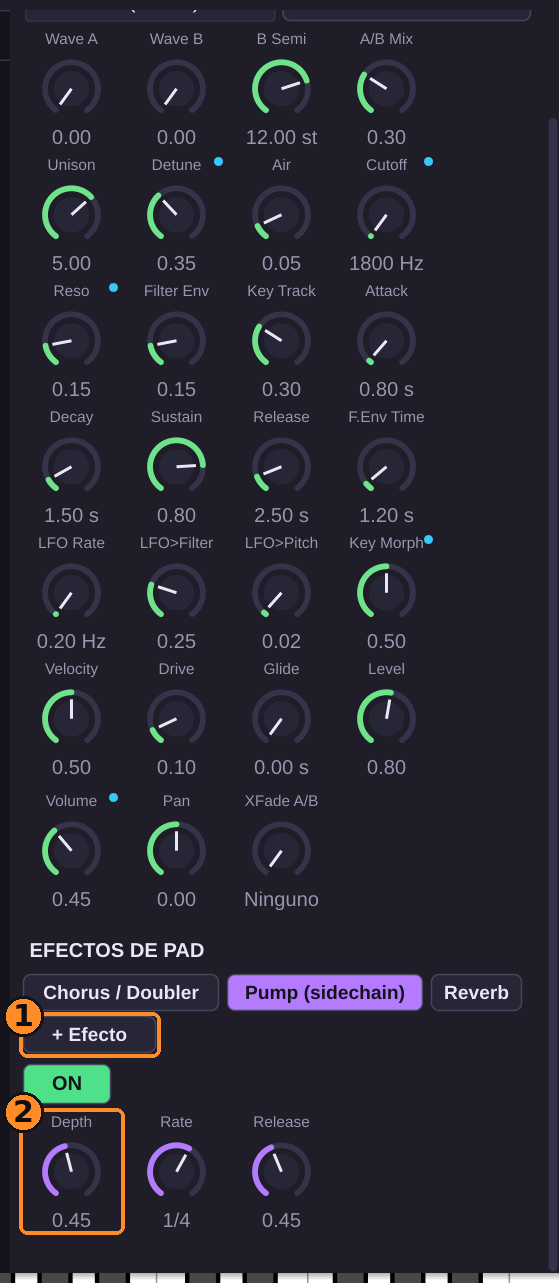 Wave A Wave B B Semi A/B Mix
0.00 0.00 12.00 st 0.30
Unison Detune Air Cutoff
5.00 0.35 0.05 1800 Hz
Reso Filter Env Key Track Attack
0.15 0.15 0.30 0.80 s
Decay Sustain Release F.Env Time
1.50 s 0.80 2.50 s 1.20 s
LFO Rate LFO>Filter LFO>Pitch Key Morph
0.20 Hz 0.25 0.02 0.50
Velocity Drive Glide Level
0.50 0.10 0.00 s 0.80
Volume Pan XFade A/B
0.45 0.00 Ninguno
EFECTOS DE PAD
Chorus / Doubler Pump (sidechain) Reverb
1 + Efecto
ON
2 Depth Rate Release
0.45 1/4 0.45